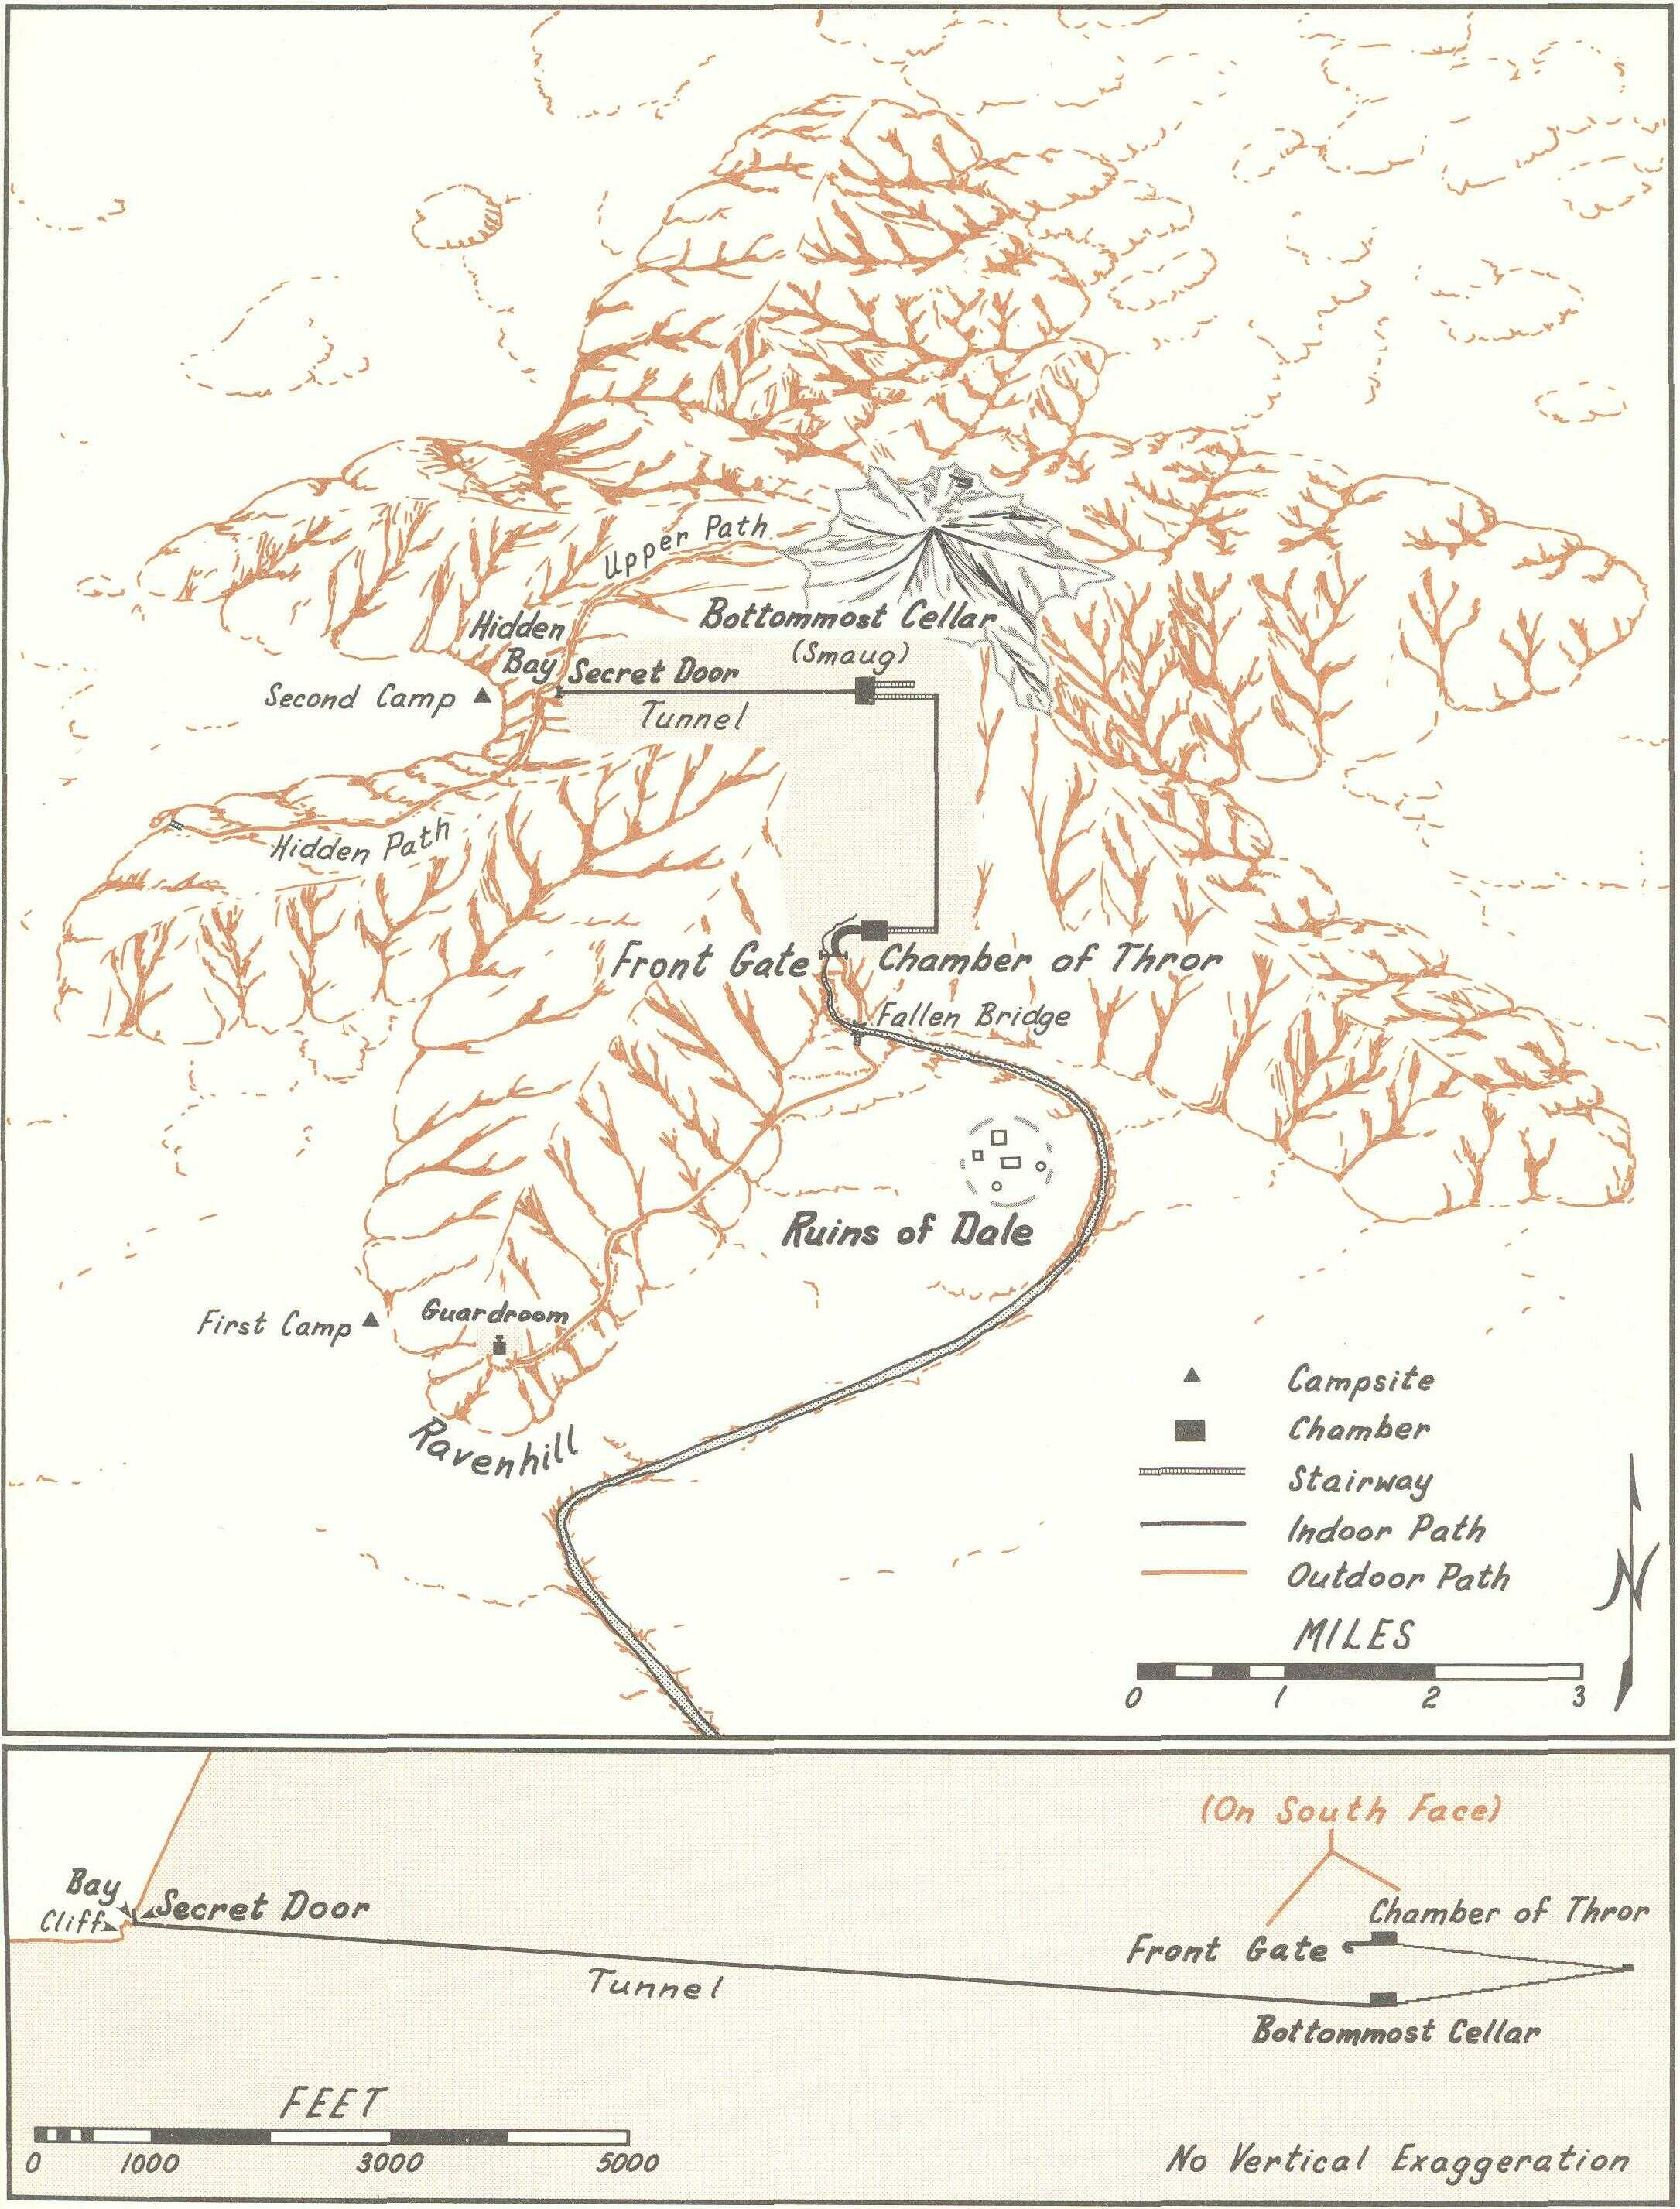 Upper Path
Hidden
Bay
Bottommost Cellar
(Smaug)
Secret Door
Second Camp
Tunnel
Hidden Path
Front Gate
Chamber of Thror
Fallen Bridge
Ruins of Dale
Guardroom
First Camp
Ravenhill
Campsite
Chamber
Stairway
Indoor Path
Outdoor Path
N
MILES
0 1 2 3
(On South Face)
Bay
Secret Door
Cliff
Chamber of Thror
Front Gate
Tunnel
Bottommost Cellar
FEET
0 1000 3000 5000
No Vertical Exaggeration